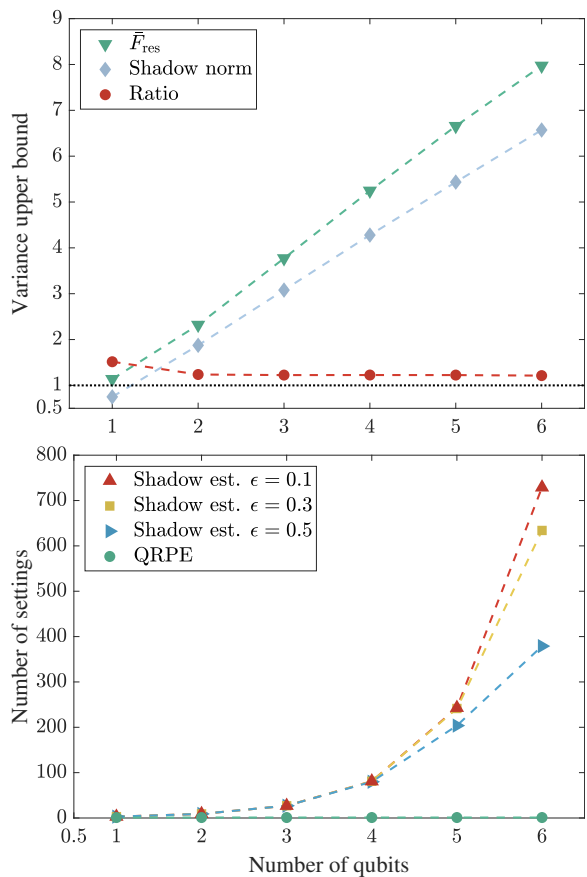 9
8
7
6
5
4
3
2
1
0.5
Variance upper bound
F̄res
Shadow norm
Ratio
1 2 3 4 5 6
800
700
600
500
400
300
200
100
0
Number of settings
Shadow est. ϵ = 0.1
Shadow est. ϵ = 0.3
Shadow est. ϵ = 0.5
QRPE
0.5 1 2 3 4 5 6
Number of qubits